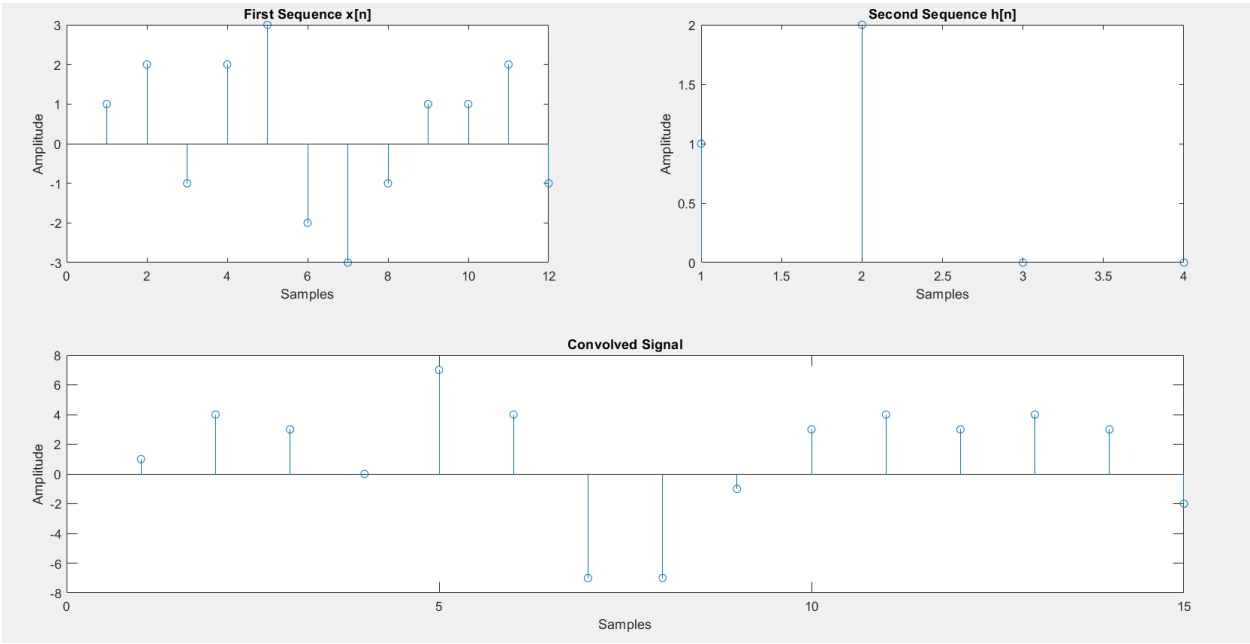 First Sequence x[n]
3
2
1
0
-1
-2
-3
Amplitude
0 2 4 6 8 10 12
Samples
Second Sequence h[n]
2
1.5
1
0.5
0
Amplitude
1 1.5 2 2.5 3 3.5 4
Samples
Convolved Signal
8
6
4
2
0
-2
-4
-6
-8
Amplitude
0 5 10 15
Samples